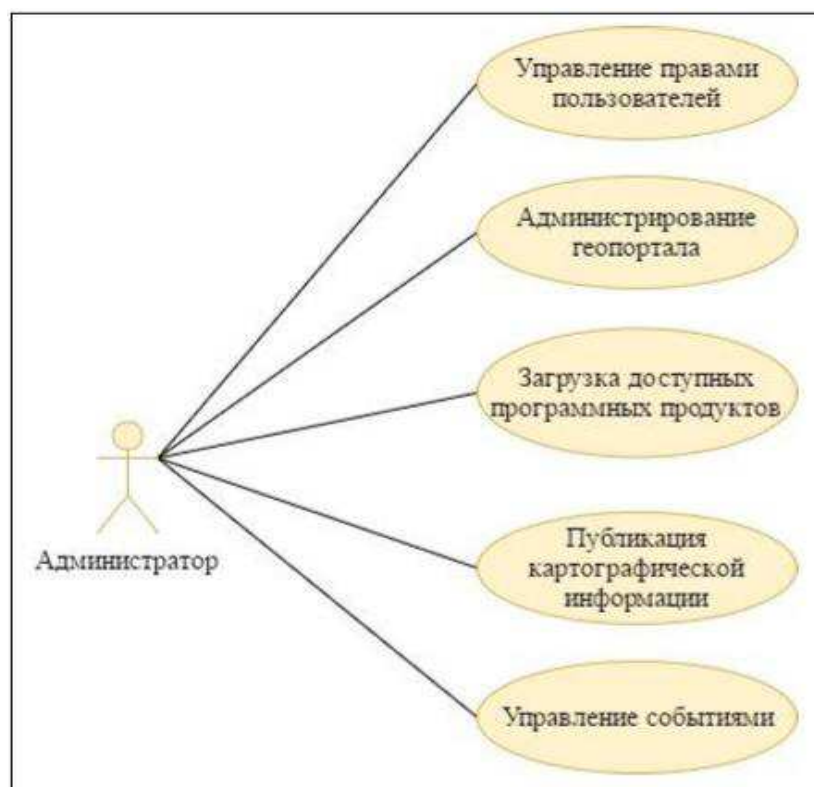 Управление правами
пользователей
Администрирование
геопортала
Загрузка доступных
программных продуктов
Администратор
Публикация
картографической
информации
Управление событиями